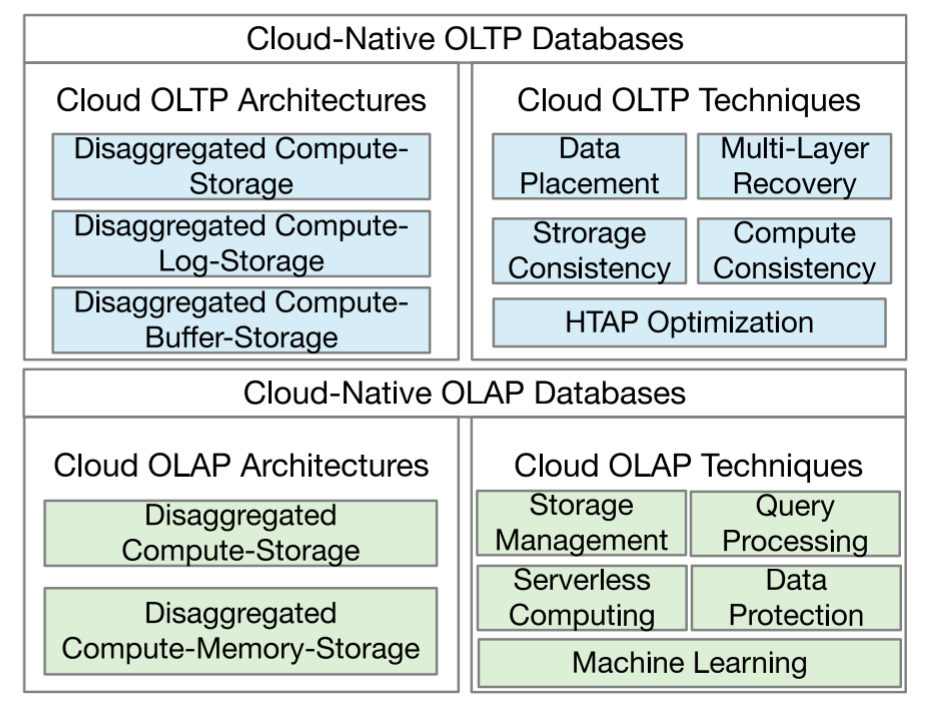 Cloud-Native OLTP Databases
Cloud OLTP Architectures
Disaggregated Compute-
Storage
Disaggregated Compute-
Log-Storage
Disaggregated Compute-
Buffer-Storage
Cloud OLTP Techniques
Data
Placement
Multi-Layer
Recovery
Strorage
Consistency
Compute
Consistency
HTAP Optimization
Cloud-Native OLAP Databases
Cloud OLAP Architectures
Disaggregated
Compute-Storage
Disaggregated
Compute-Memory-Storage
Cloud OLAP Techniques
Storage
Management
Query
Processing
Serverless
Computing
Data
Protection
Machine Learning